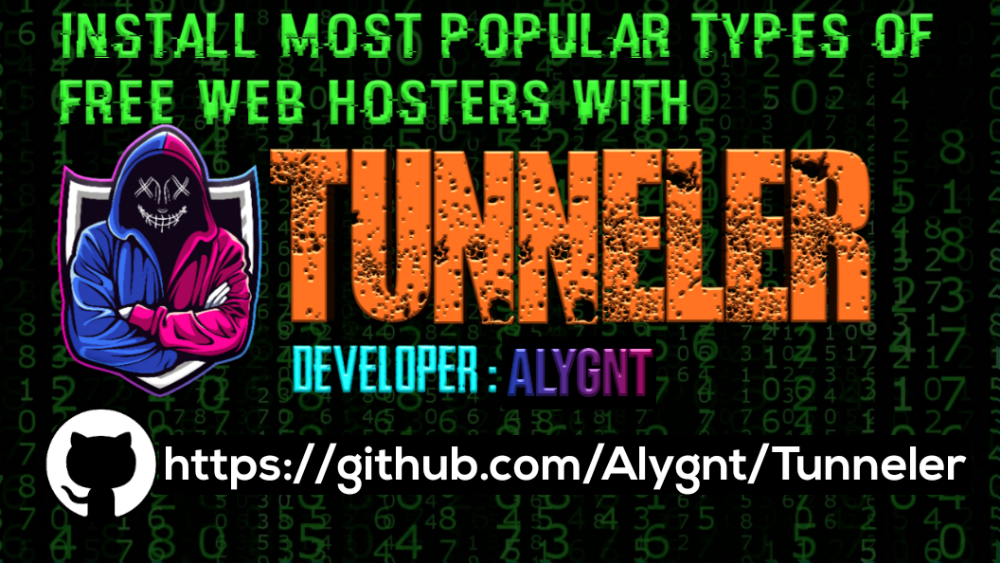 INSTALL MOST POPULAR TYPES OF
FREE WEB HOSTERS WITH
TUNNELER
DEVELOPER : ALYGNT
https://github.com/Alygnt/Tunneler